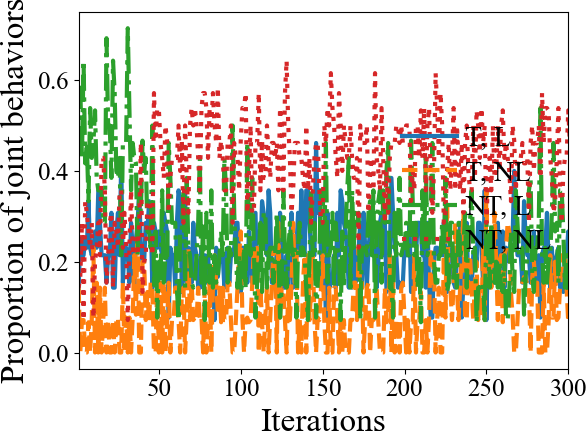 Proportion of joint behaviors
0.6
0.4
0.2
0.0
T, L
T, NL
NT, L
NT, NL
50
100
150
200
250
300
Iterations